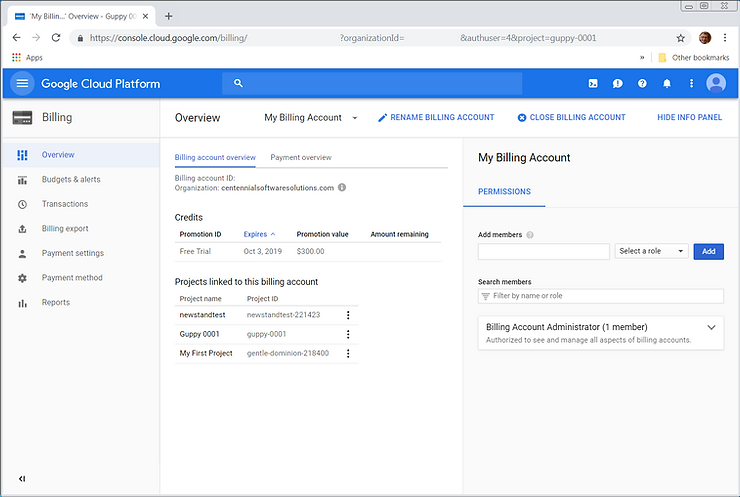 'My Billin...' Overview - Guppy 00
https://console.cloud.google.com/billing/ ?organizationId= &authuser=4&project=guppy-0001
Apps
» Other bookmarks
Google Cloud Platform
Billing
Overview
My Billing Account
RENAME BILLING ACCOUNT
CLOSE BILLING ACCOUNT
HIDE INFO PANEL
Overview
Budgets & alerts
Transactions
Billing export
Payment settings
Payment method
Reports
Billing account overview Payment overview
Billing account ID:
Organization: centennialsoftwaresolutions.com
Credits
Promotion ID Expires Promotion value Amount remaining
Free Trial Oct 3, 2019 $300.00
Projects linked to this billing account
Project name Project ID
newstandtest newstandtest-221423
Guppy 0001 guppy-0001
My First Project gentle-dominion-218400
My Billing Account
PERMISSIONS
Add members
Select a role Add
Search members
Filter by name or role
Billing Account Administrator (1 member)
Authorized to see and manage all aspects of billing accounts.